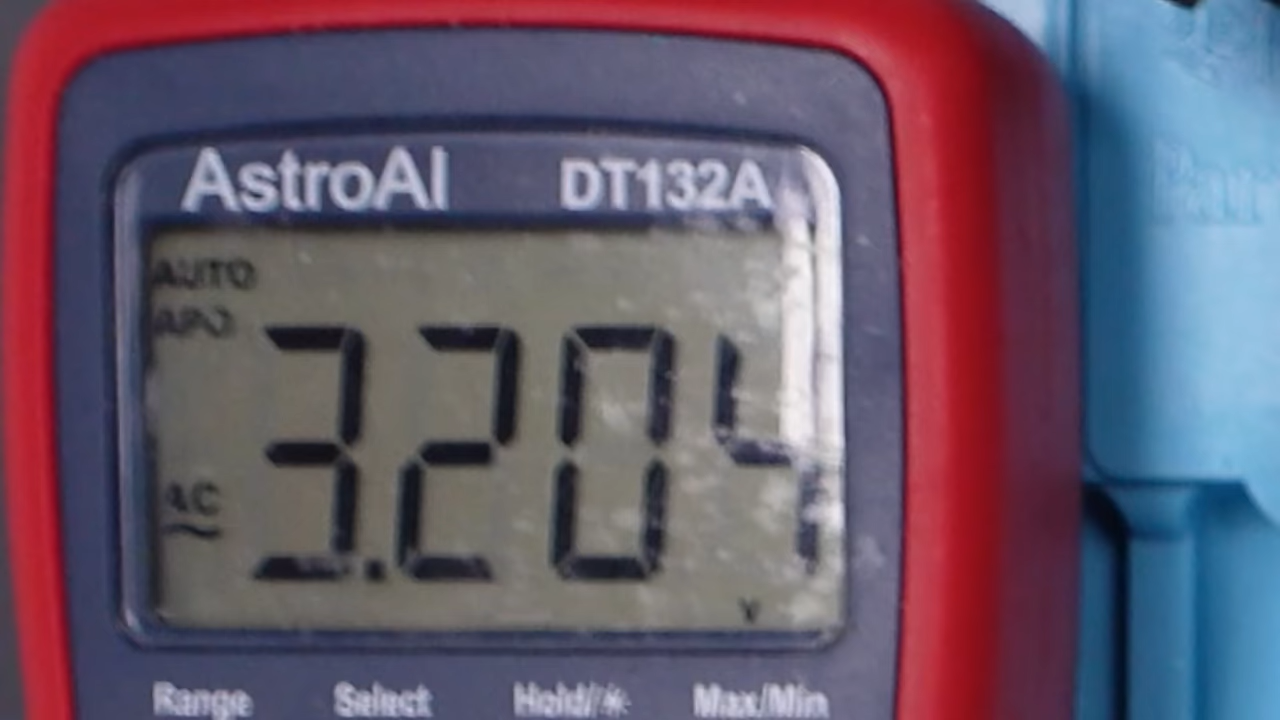 AstroAI DT132A
AUTO
APO
3.204
AC
V
Range Select Hold/☀ Max/Min